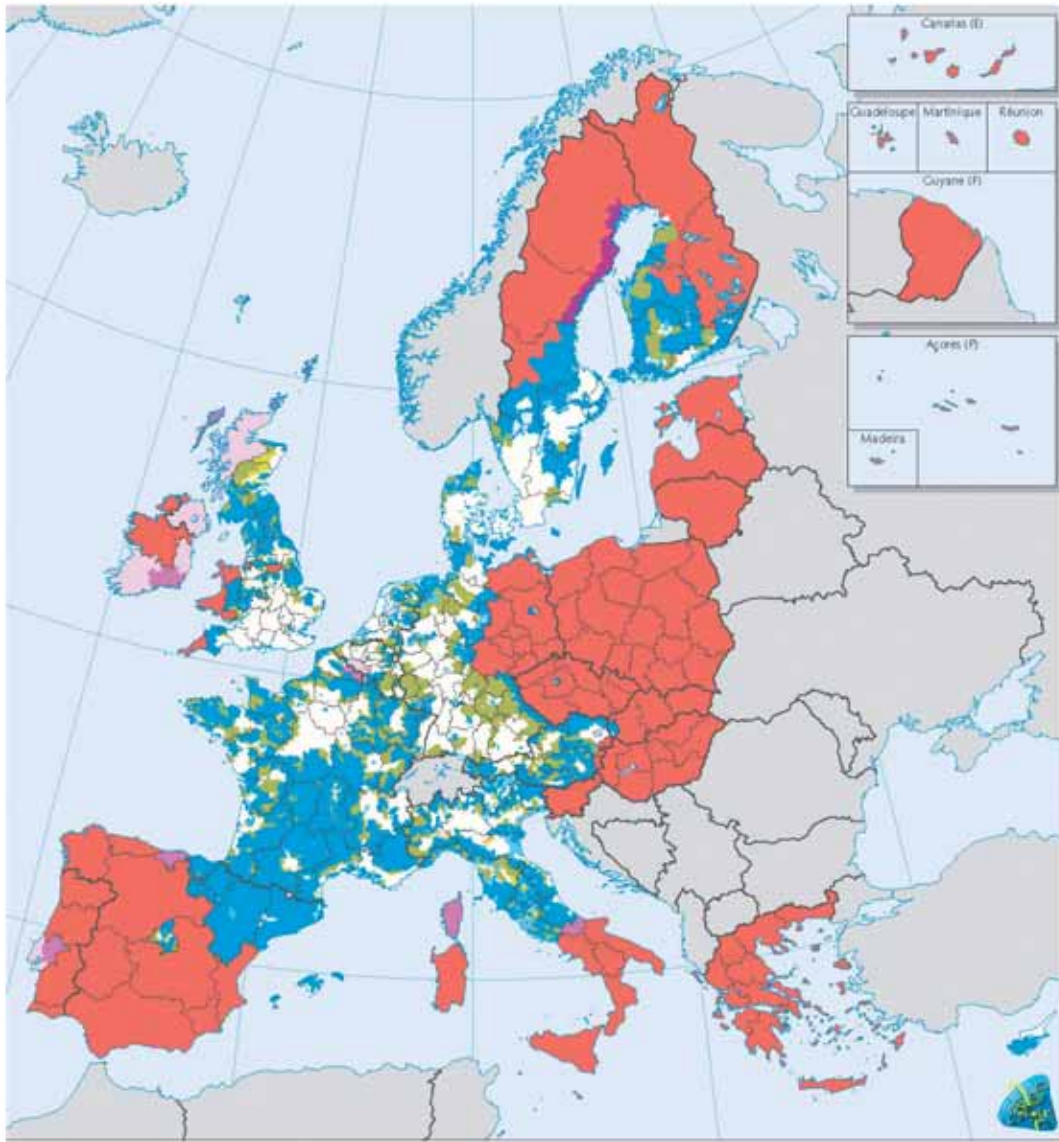 Canarias (E)
Guadeloupe
Martinique
Réunion
Guyane (F)
Açores (P)
Madeira